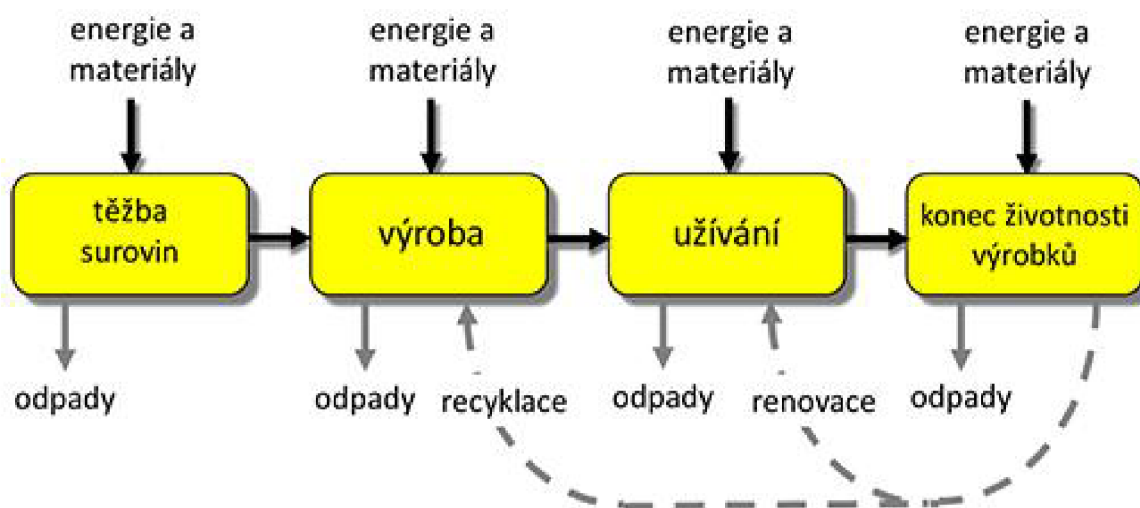 energie a
materiály
energie a
materiály
energie a
materiály
energie a
materiály
těžba
surovin
výroba
užívání
konec životnosti
výrobků
odpady
odpady
recyklace
odpady
renovace
odpady